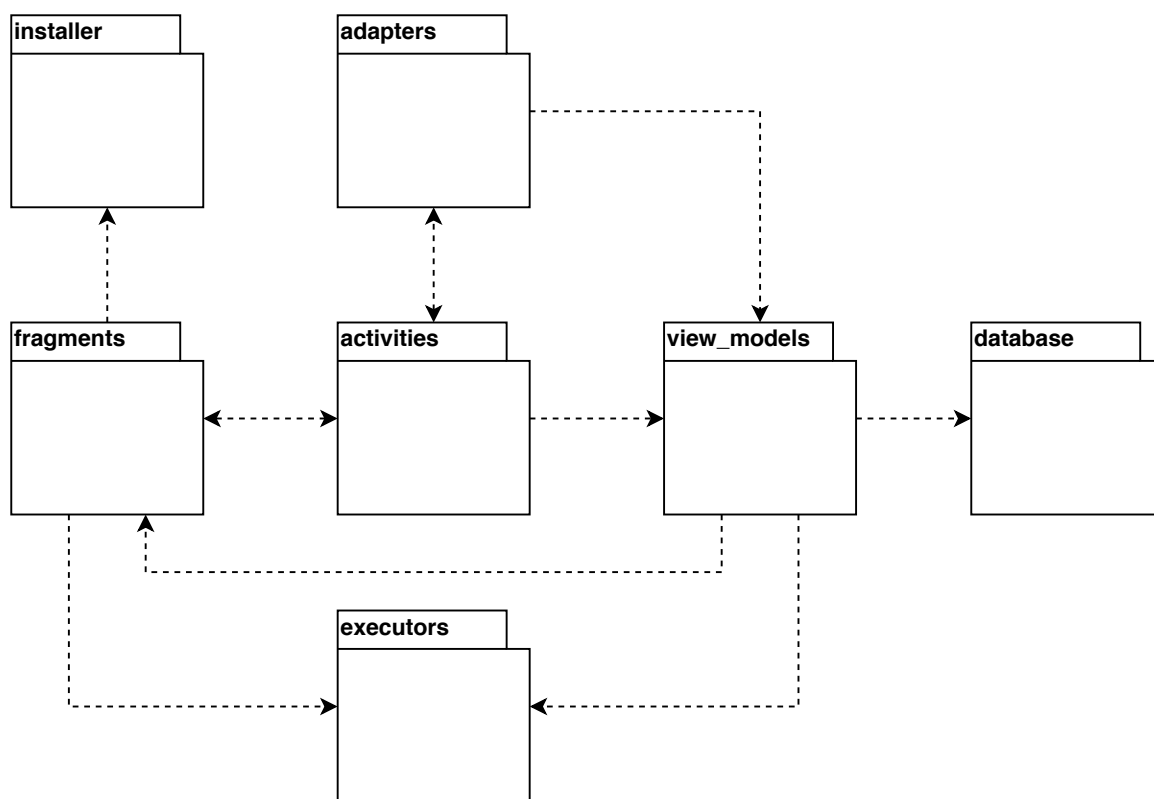 installer
adapters
fragments
activities
view_models
database
executors